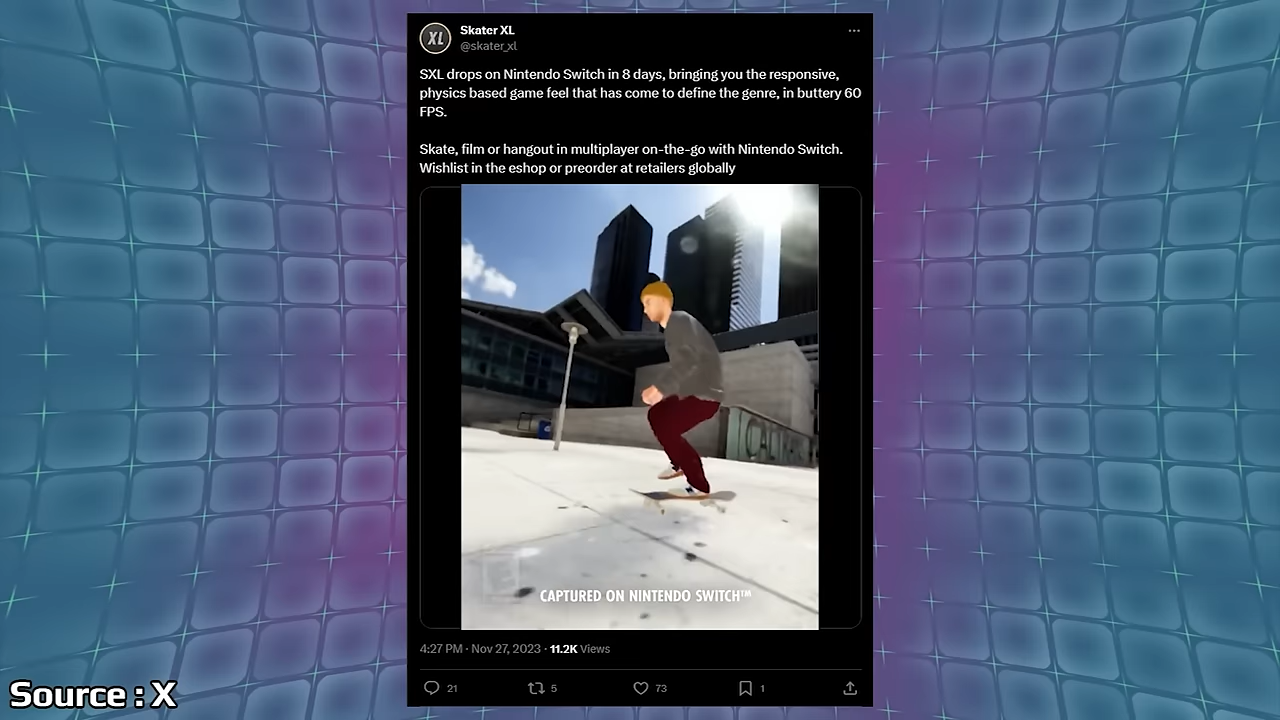 XL
Skater XL
@skater_xl
SXL drops on Nintendo Switch in 8 days, bringing you the responsive,
physics based game feel that has come to define the genre, in buttery 60
FPS.
Skate, film or hangout in multiplayer on-the-go with Nintendo Switch.
Wishlist in the eshop or preorder at retailers globally
CAPTURED ON NINTENDO SWITCH™
4:27 PM · Nov 27, 2023 · 11.2K Views
21 5 73 1
Source : X